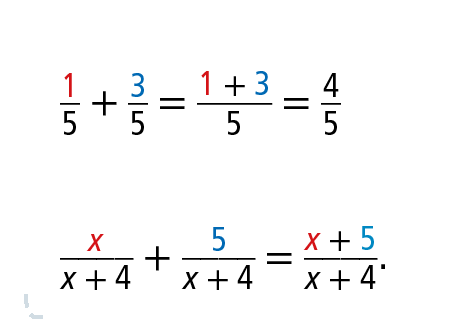 1/5 + 3/5 = (1 + 3)/5 = 4/5
x/(x + 4) + 5/(x + 4) = (x + 5)/(x + 4).